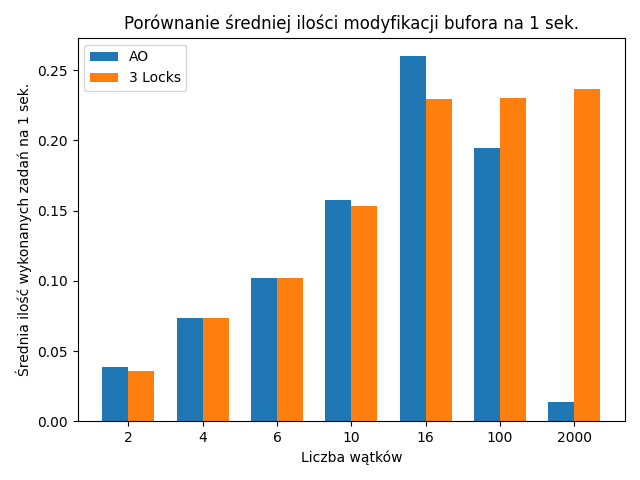 Porównanie średniej ilości modyfikacji bufora na 1 sek.
AO
3 Locks
Średnia ilość wykonanych zadań na 1 sek.
0.25
0.20
0.15
0.10
0.05
0.00
2 4 6 10 16 100 2000
Liczba wątków